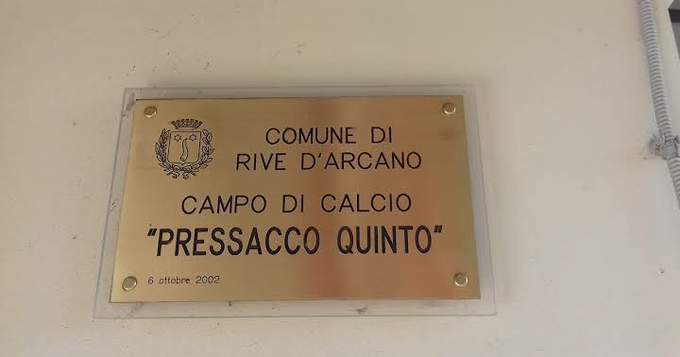 COMUNE DI
RIVE D'ARCANO
CAMPO DI CALCIO
"PRESSACCO QUINTO"
6 ottobre 2002